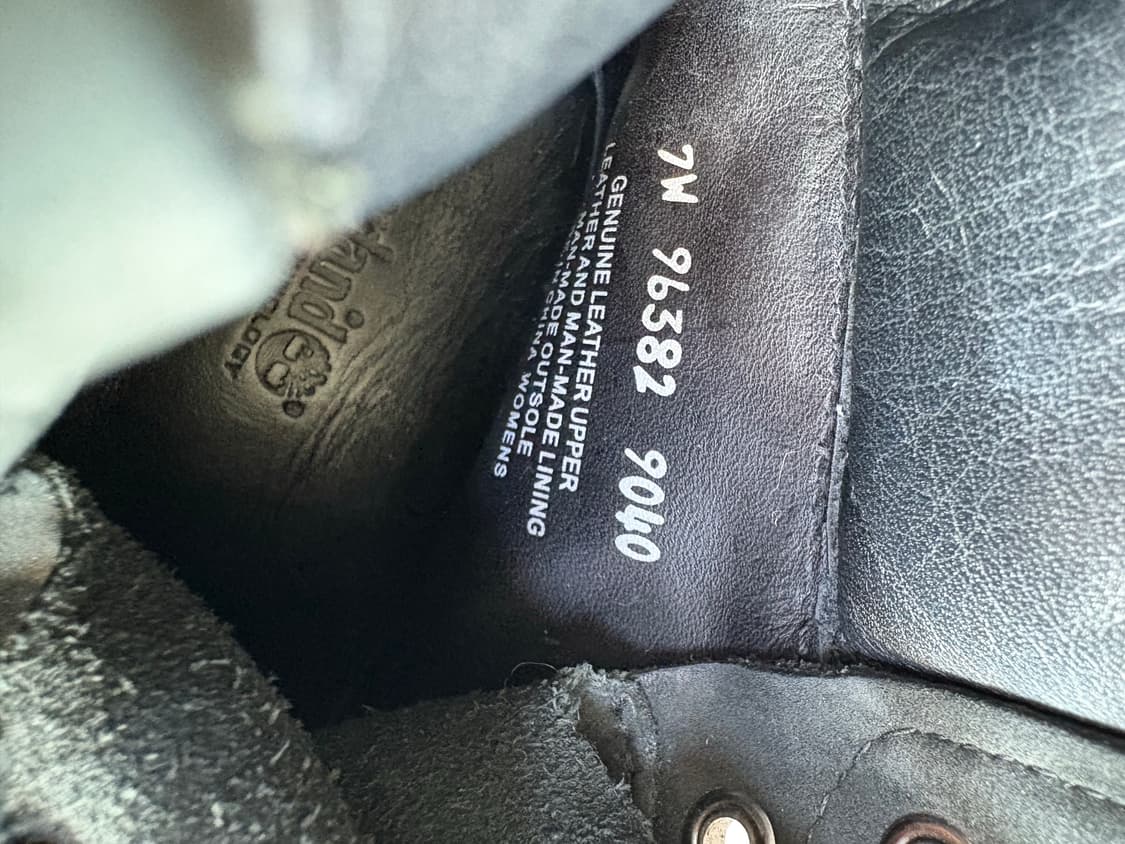 7W 96382 9040
GENUINE LEATHER UPPER
LEATHER AND MAN-MADE LINING
MAN-MADE OUTSOLE
CHINA WOMENS